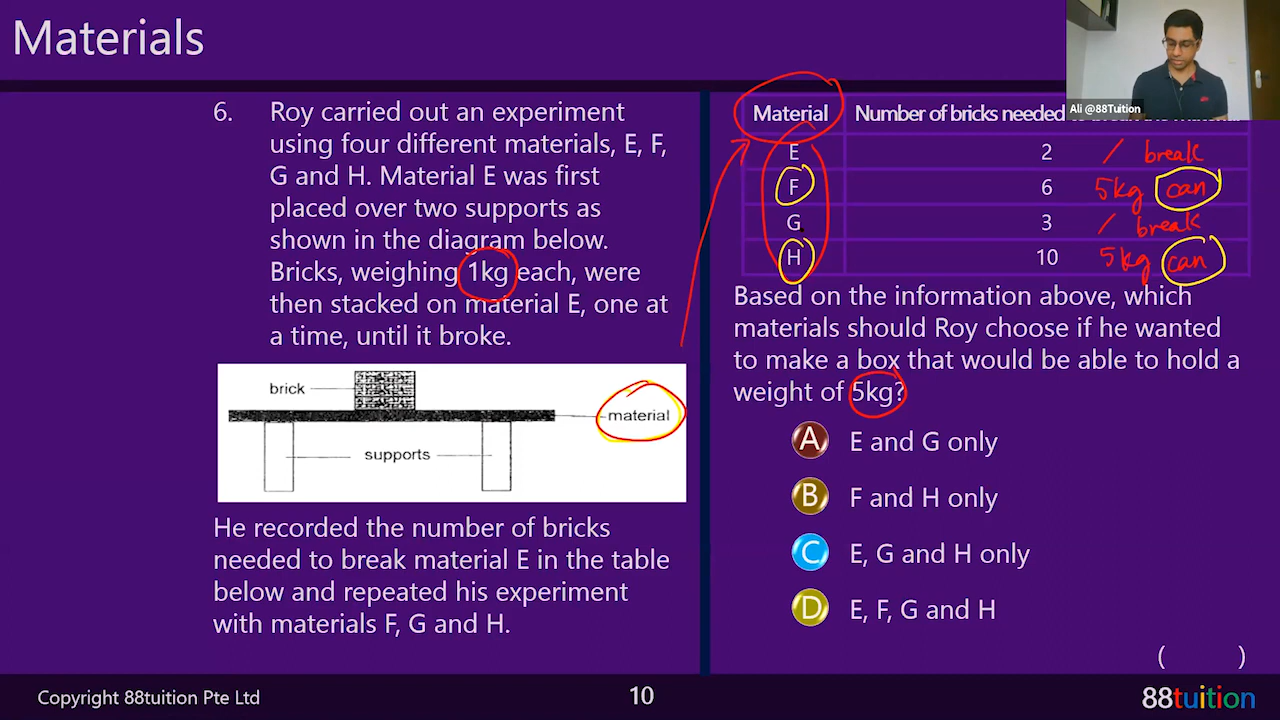 Materials
6. Roy carried out an experiment
using four different materials, E, F,
G and H. Material E was first
placed over two supports as
shown in the diagram below.
Bricks, weighing 1kg each, were
then stacked on material E, one at
a time, until it broke.
brick
material
supports
He recorded the number of bricks
needed to break material E in the table
below and repeated his experiment
with materials F, G and H.
Ali @88Tuition
Material Number of bricks needed
E 2 / break
F 6 5kg can
G 3 / break
H 10 5kg can
Based on the information above, which
materials should Roy choose if he wanted
to make a box that would be able to hold a
weight of 5kg?
A E and G only
B F and H only
C E, G and H only
D E, F, G and H
( )
Copyright 88tuition Pte Ltd
10
88tuition